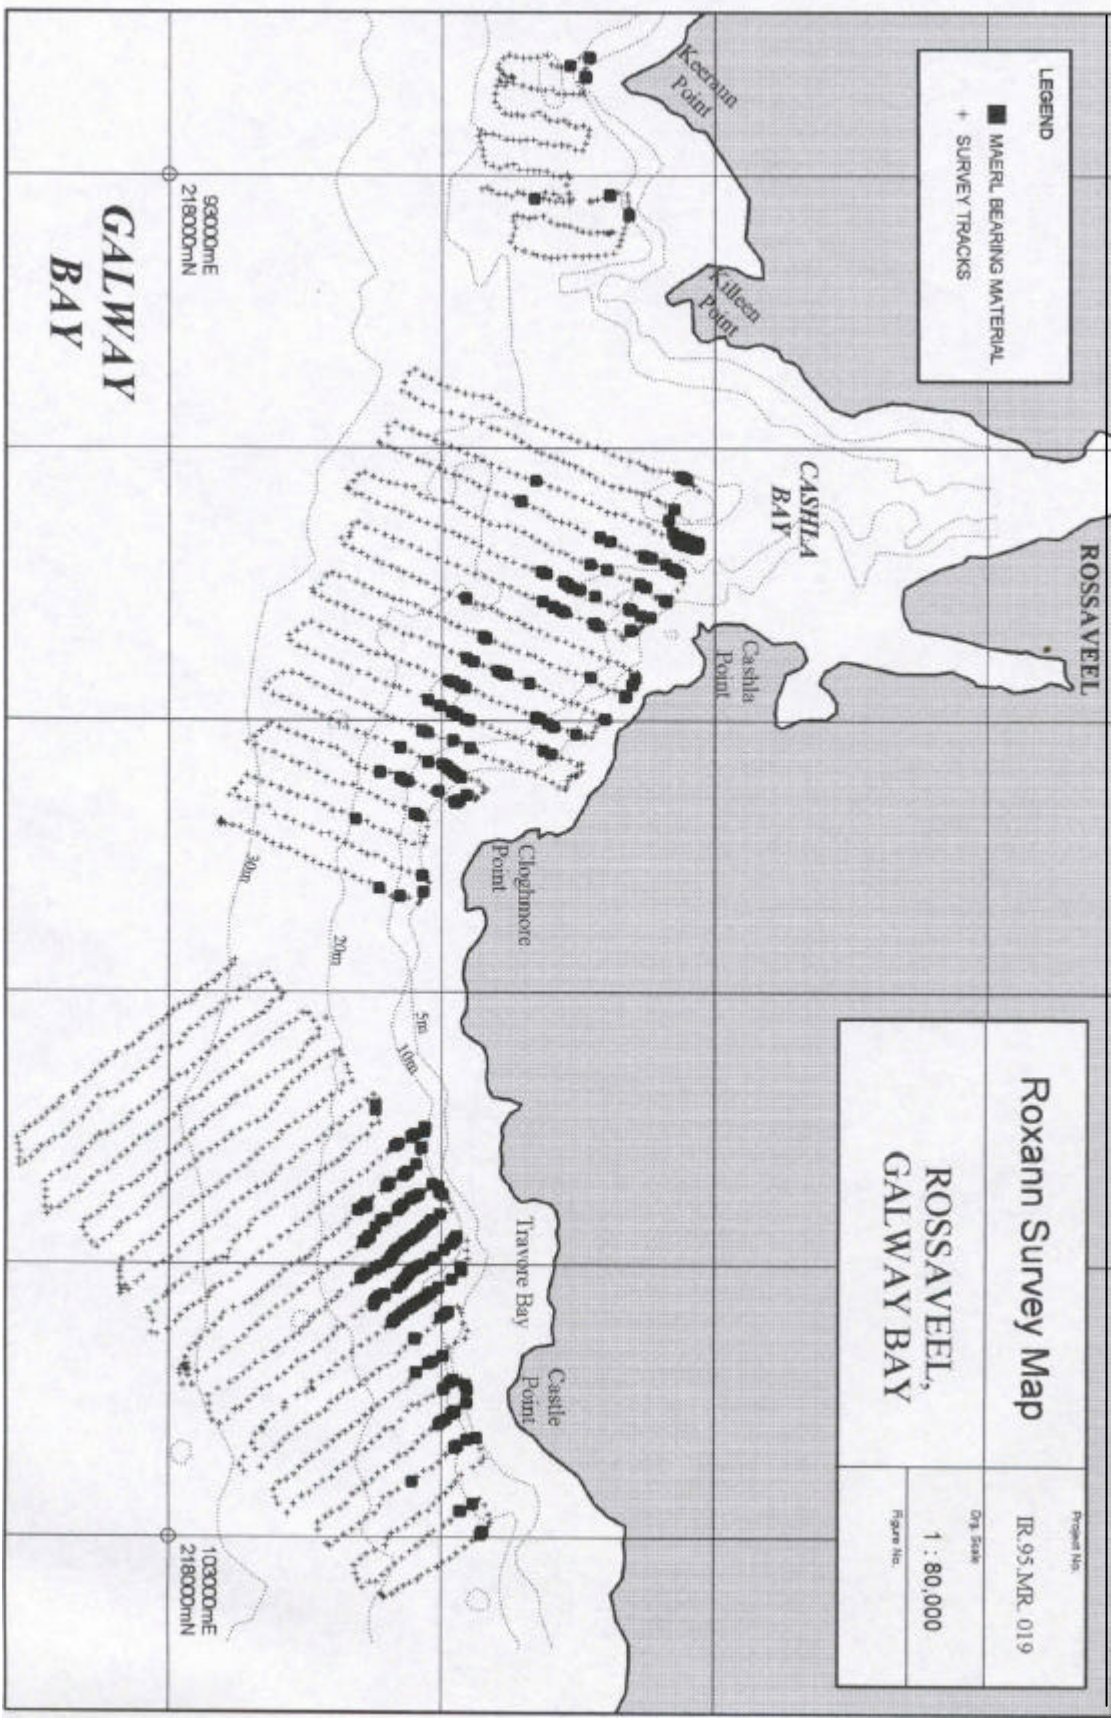 LEGEND
MAERL BEARING MATERIAL
+ SURVEY TRACKS
Keeraun
Point
Killeen
Point
CASHLA
BAY
ROSSAVEEL
Cashla
Point
Cloghmore
Point
Travore Bay
Castle
Point
5m
10m
20m
30m
93000mE
218000mN
GALWAY
BAY
103000mE
218000mN
Roxann Survey Map
ROSSAVEEL,
GALWAY BAY
Project No.
IR.95.MR. 019
Drg. Scale
1 : 80,000
Figure No.